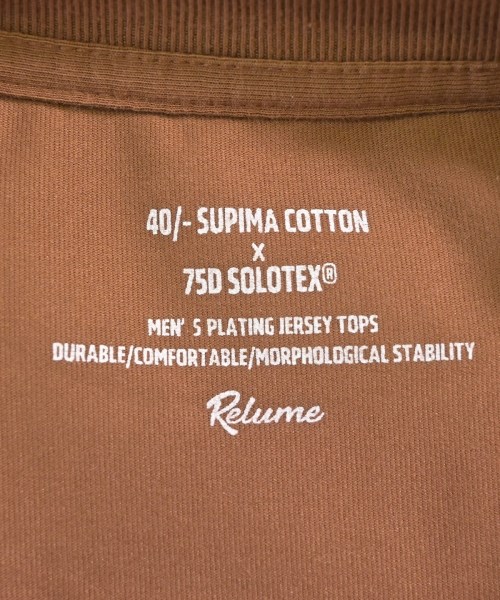 40/- SUPIMA COTTON
X
75D SOLOTEX®
MEN'S PLATING JERSEY TOPS
DURABLE/COMFORTABLE/MORPHOLOGICAL STABILITY
Relume